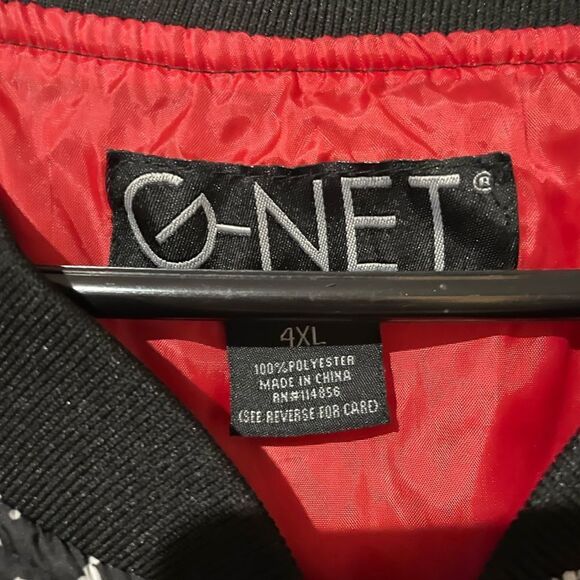 G-NET®
4XL
100%POLYESTER
MADE IN CHINA
RN#114856
(SEE REVERSE FOR CARE)